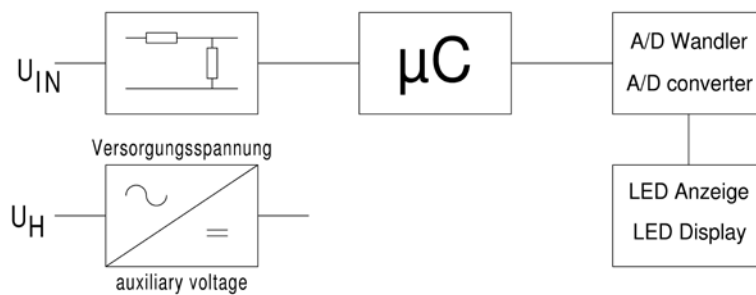 U_IN
µC
A/D Wandler
A/D converter
Versorgungsspannung
U_H
auxiliary voltage
LED Anzeige
LED Display